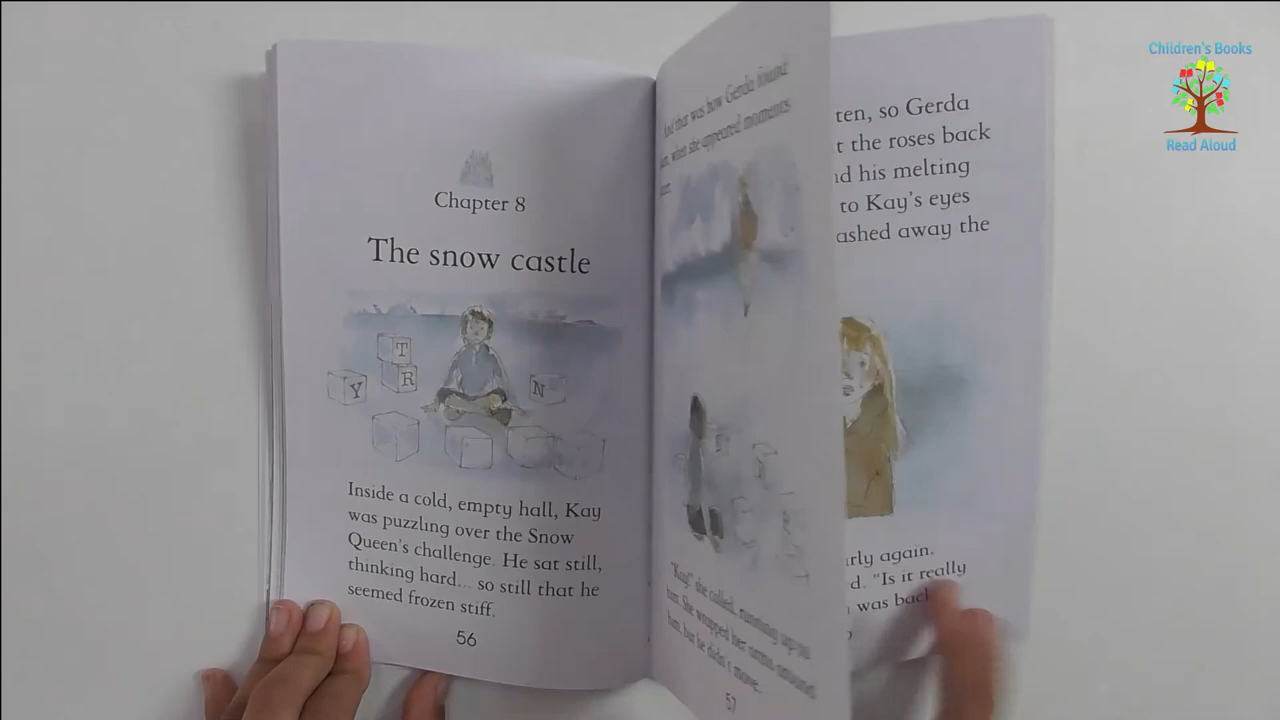 Chapter 8
The snow castle
T
Y
R
N
Inside a cold, empty hall, Kay
was puzzling over the Snow
Queen's challenge. He sat still,
thinking hard... so still that he
seemed frozen stiff.
56
And that was how Gerda found
when she appeared moments
"Kay!" she called, running up to
him. She wrapped her arms around
him, but he didn't move.
57
ten, so Gerda
t the roses back
nd his melting
to Kay's eyes
ashed away the
arly again.
d. "Is it really
was back
Children's Books
Read Aloud